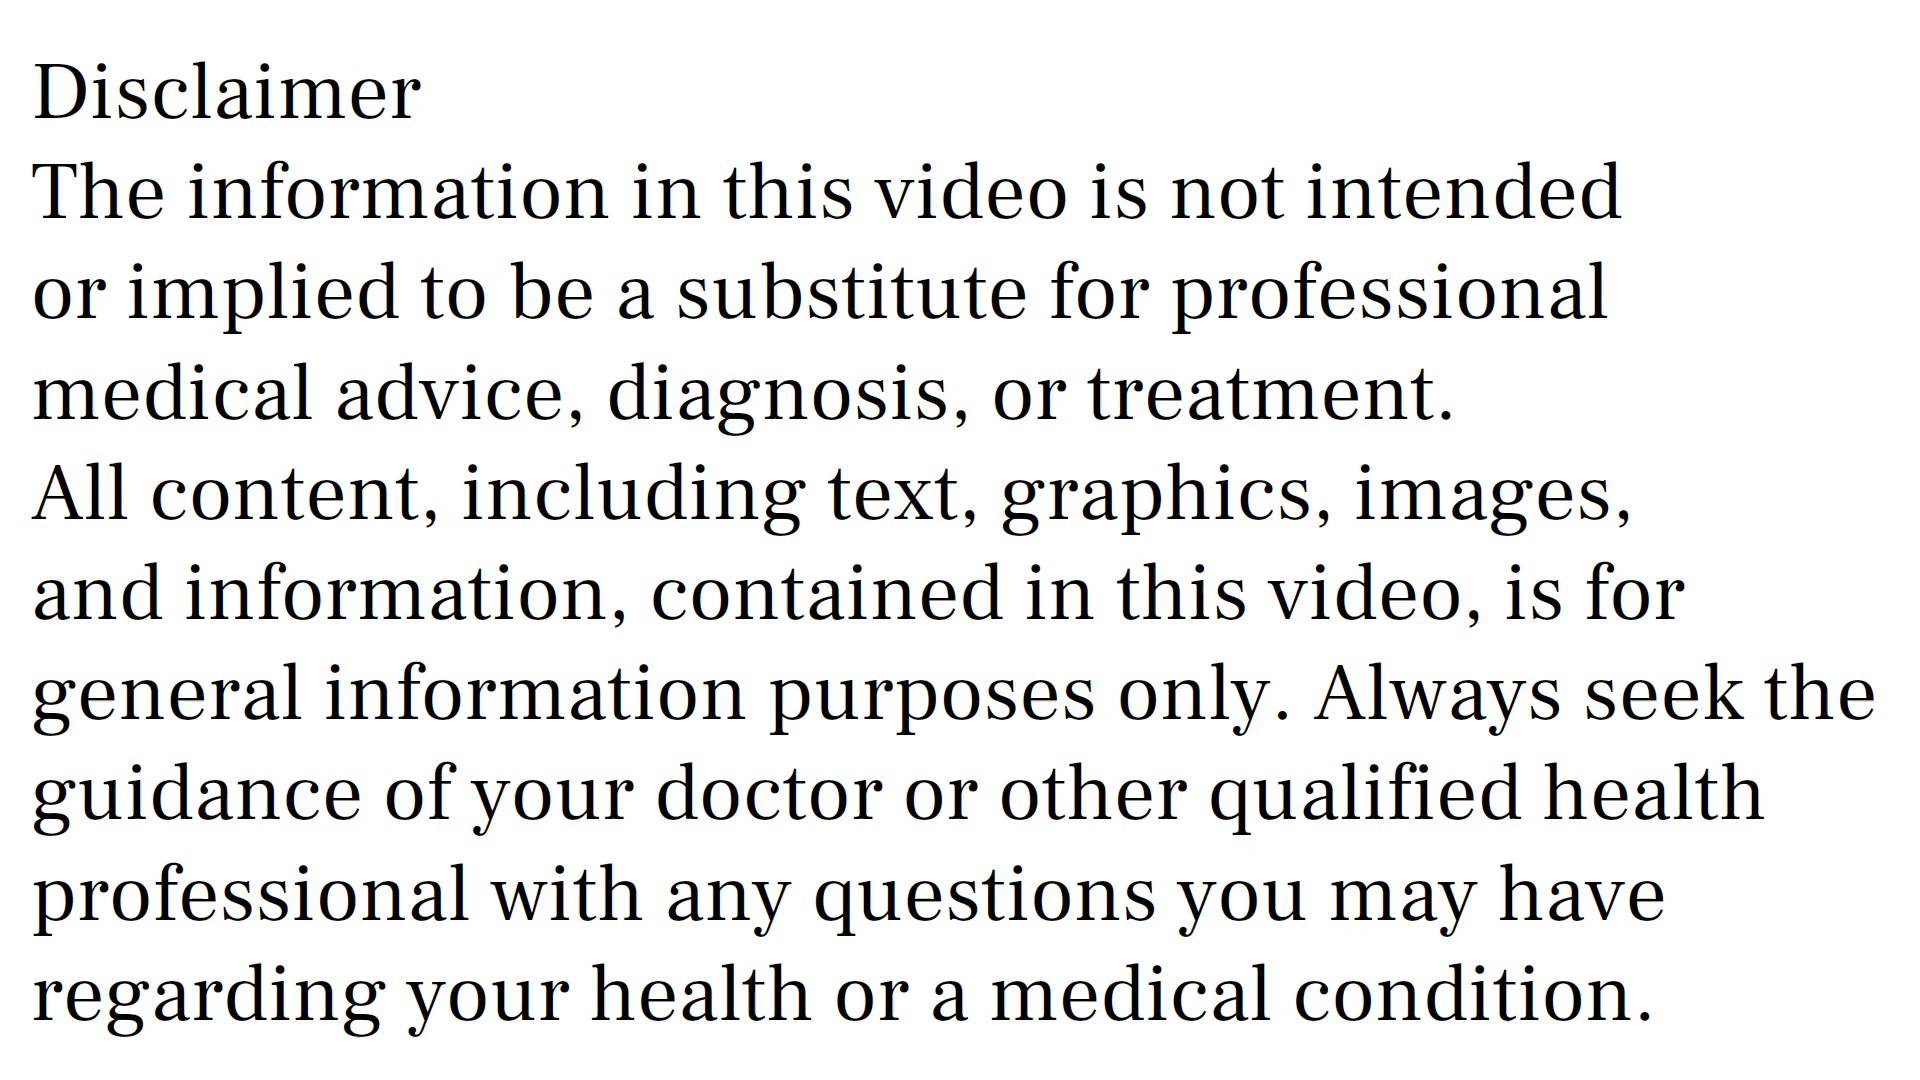 Disclaimer
The information in this video is not intended
or implied to be a substitute for professional
medical advice, diagnosis, or treatment.
All content, including text, graphics, images,
and information, contained in this video, is for
general information purposes only. Always seek the
guidance of your doctor or other qualified health
professional with any questions you may have
regarding your health or a medical condition.